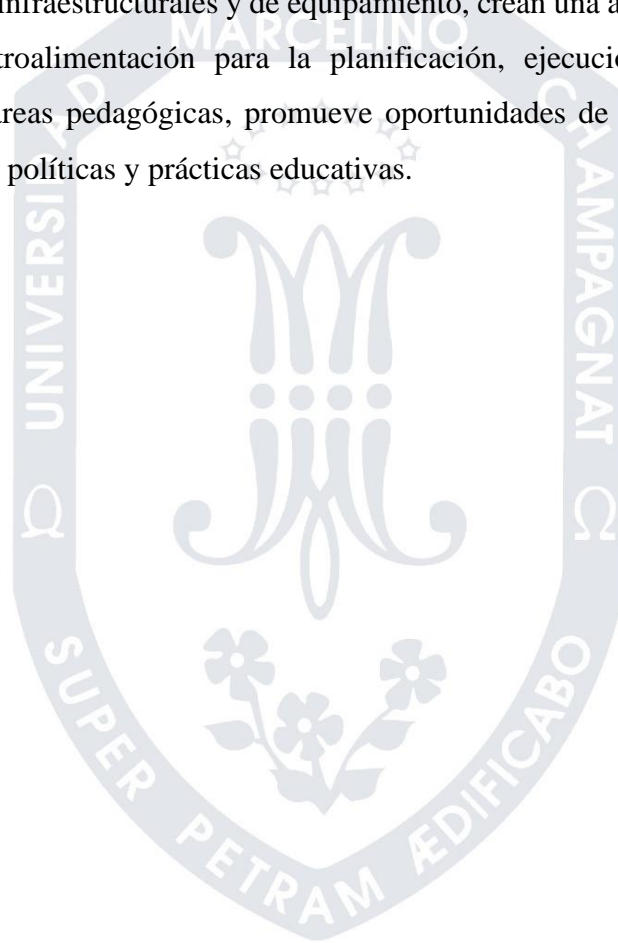 infraestructurales y de equipamiento, crean una a
troalimentación para la planificación, ejecució
áreas pedagógicas, promueve oportunidades de
políticas y prácticas educativas.
UNIVERSIDAD MARCELINO CHAMPAGNAT
SUPER PETRAM ÆDIFICABO